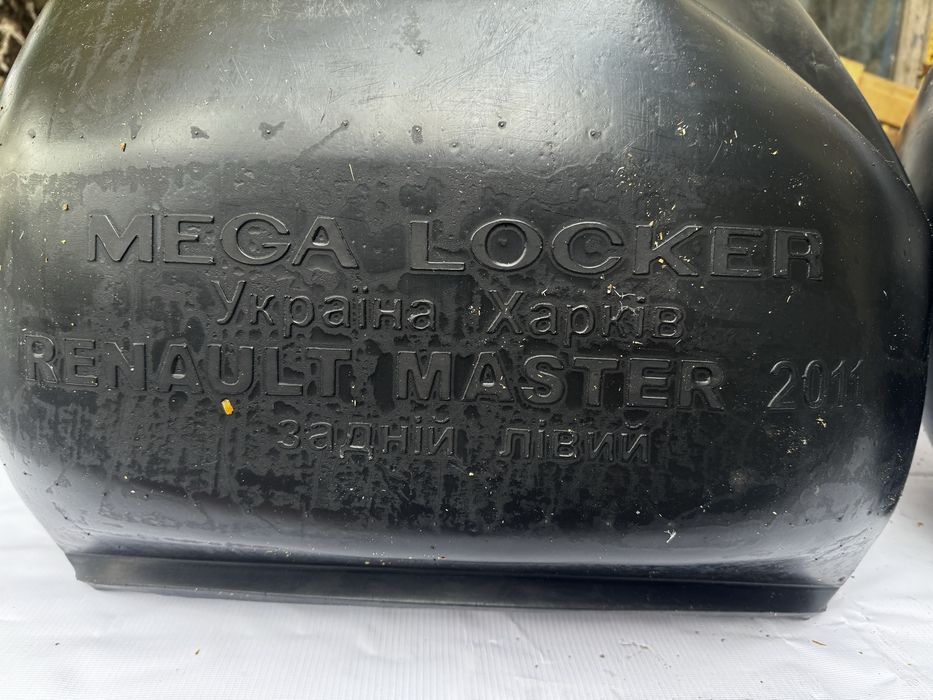 MEGA LOCKER
Україна Харків
RENAULT MASTER 2011
задній лівий